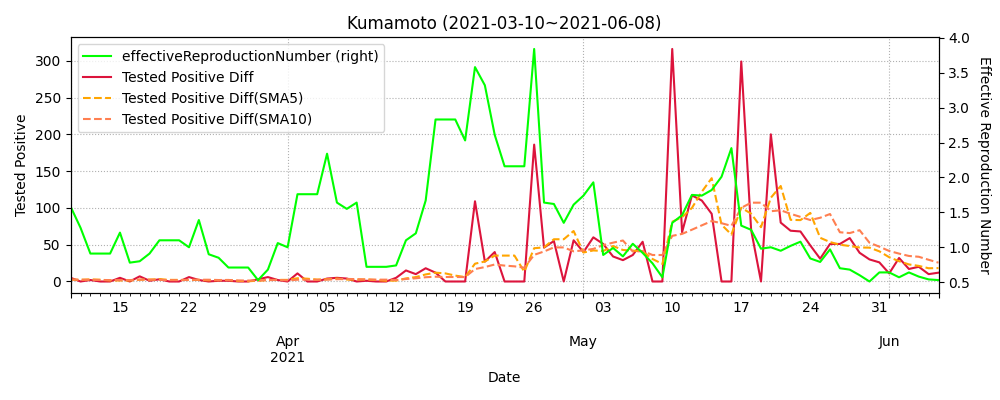 Kumamoto (2021-03-10~2021-06-08)
effectiveReproductionNumber (right)
Tested Positive Diff
Tested Positive Diff(SMA5)
Tested Positive Diff(SMA10)
Tested Positive
300
250
200
150
100
50
0
4.0
3.5
3.0
2.5
2.0
1.5
1.0
0.5
Effective Reproduction Number
15 22 29 05 12 19 26 03 10 17 24 31
Apr May Jun
2021
Date